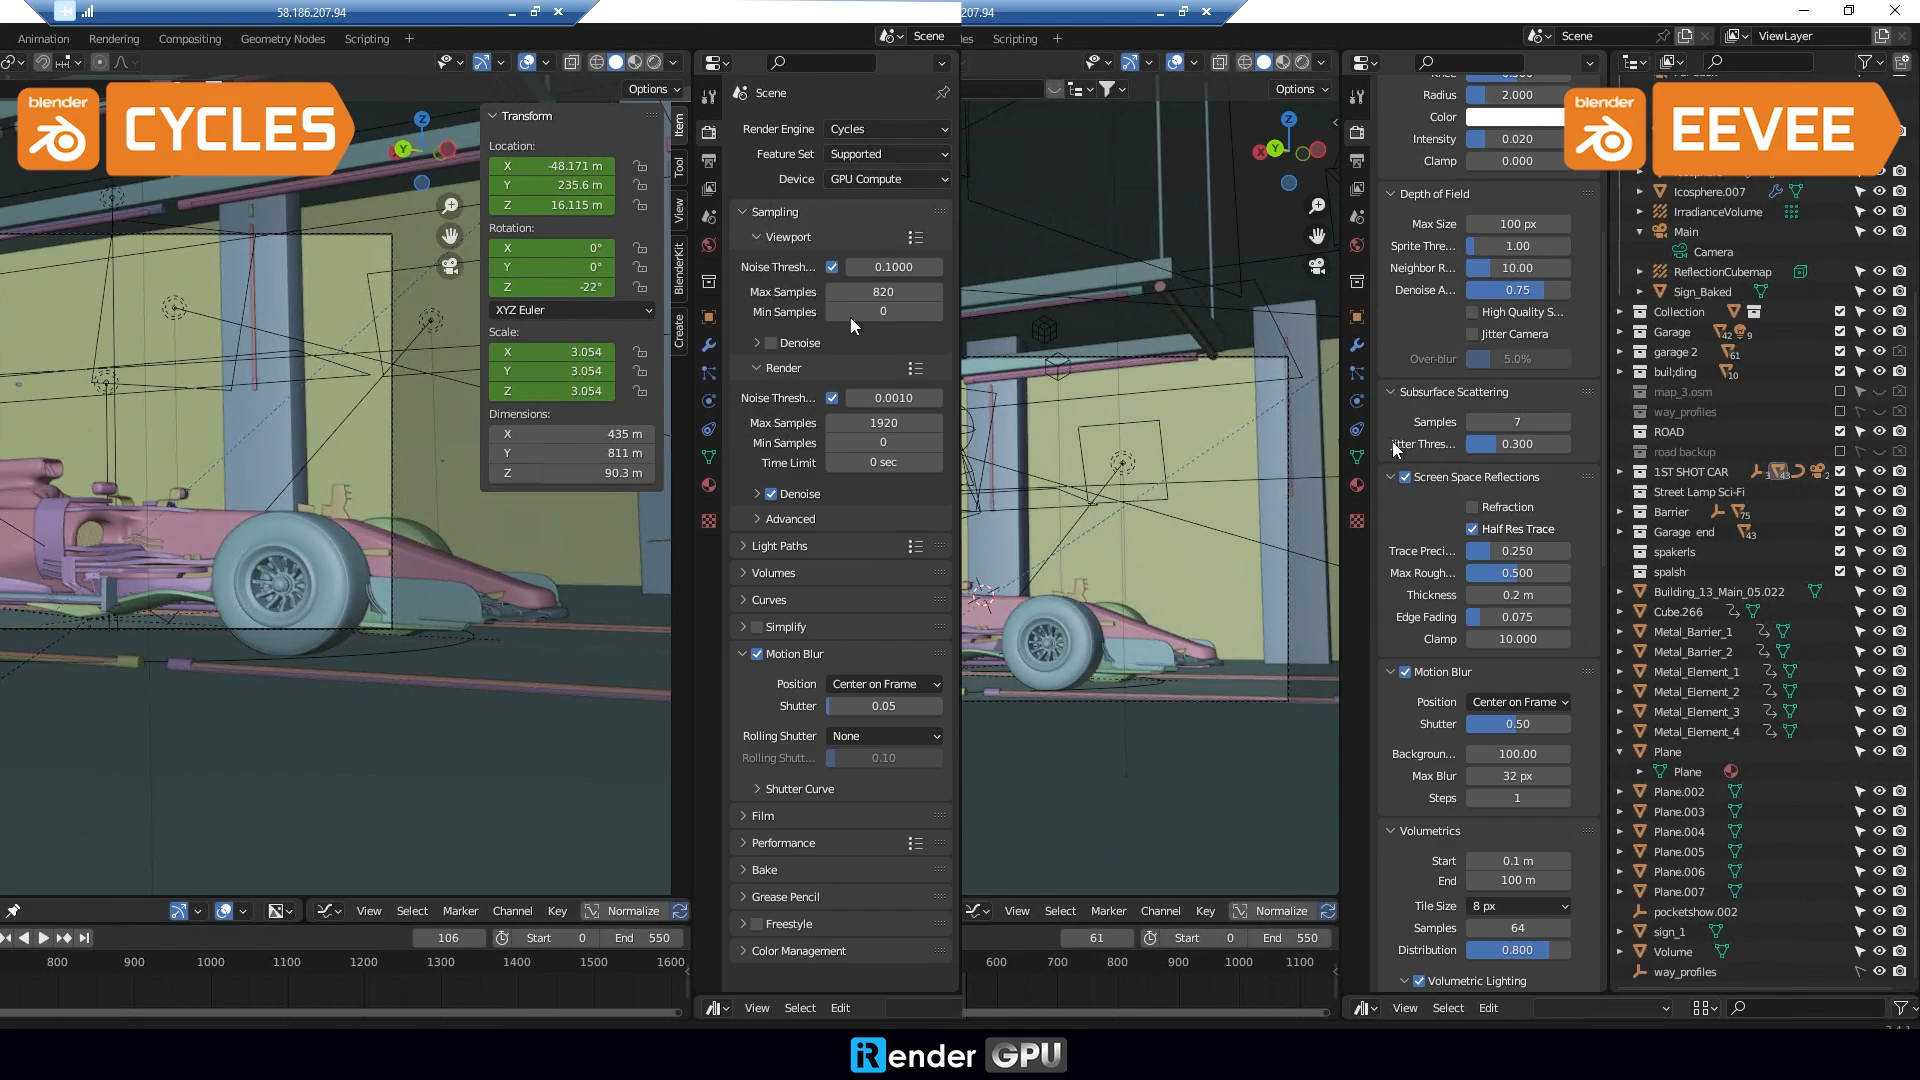 58.186.207.94
207.94
Animation Rendering Compositing Geometry Nodes Scripting +
Scene
Scripting +
Scene
ViewLayer
Options
blender
CYCLES
Transform
Location:
X -48.171 m
Y 235.6 m
Z 16.115 m
Rotation:
X 0°
Y 0°
Z -22°
XYZ Euler
Scale:
X 3.054
Y 3.054
Z 3.054
Dimensions:
X 435 m
Y 811 m
Z 90.3 m
Item
Tool
View
BlenderKit
Create
Z
Y
Scene
Render Engine Cycles
Feature Set Supported
Device GPU Compute
Sampling
Viewport
Noise Thresh... 0.1000
Max Samples 820
Min Samples 0
Denoise
Render
Noise Thresh... 0.0010
Max Samples 1920
Min Samples 0
Time Limit 0 sec
Denoise
Advanced
Light Paths
Volumes
Curves
Simplify
Motion Blur
Position Center on Frame
Shutter 0.05
Rolling Shutter None
Rolling Shutt... 0.10
Shutter Curve
Film
Performance
Bake
Grease Pencil
Freestyle
Color Management
Options
Z
X
Y
Radius 2.000
Color
Intensity 0.020
Clamp 0.000
Depth of Field
Max Size 100 px
Sprite Thre... 1.00
Neighbor R... 10.00
Denoise A... 0.75
High Quality S...
Jitter Camera
Over-blur 5.0%
Subsurface Scattering
Samples 7
Jitter Thres... 0.300
Screen Space Reflections
Refraction
Half Res Trace
Trace Preci... 0.250
Max Rough... 0.500
Thickness 0.2 m
Edge Fading 0.075
Clamp 10.000
Motion Blur
Position Center on Frame
Shutter 0.50
Backgroun... 100.00
Max Blur 32 px
Steps 1
Volumetrics
Start 0.1 m
End 100 m
Tile Size 8 px
Samples 64
Distribution 0.800
Volumetric Lighting
blender
EEVEE
Icosphere.007
IrradianceVolume
Main
Camera
ReflectionCubemap
Sign_Baked
Collection
Garage 42 9
garage 2 61
buil;ding 10
map_3.osm
way_profiles
ROAD
road backup
1ST SHOT CAR 3 43 2
Street Lamp Sci-Fi
Barrier 75
Garage end 43
spakerls
spalsh
Building_13_Main_05.022
Cube.266
Metal_Barrier_1
Metal_Barrier_2
Metal_Element_1
Metal_Element_2
Metal_Element_3
Metal_Element_4
Plane
Plane
Plane.002
Plane.003
Plane.004
Plane.005
Plane.006
Plane.007
pocketshow.002
sign_1
Volume
way_profiles
View Select Marker Channel Key Normalize
106 Start 0 End 550
800 900 1000 1100 1200 1300 1400 1500 1600
View Select Edit
View Select Marker Channel Key Normalize
61 Start 0 End 550
600 700 800 900 1000 1100
View Select Edit
iRender GPU